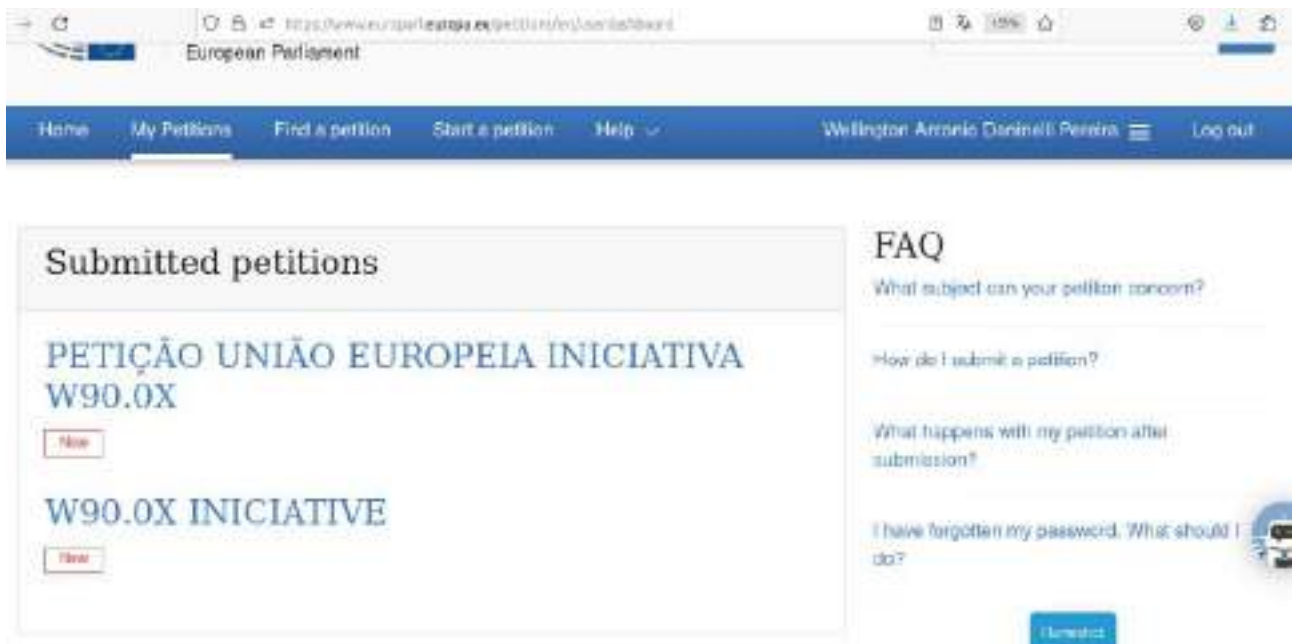 European Parliament
Home My Petitions Find a petition Start a petition Help Wellington Antonio Daninelli Pereira Log out
Submitted petitions
PETIÇÃO UNIÃO EUROPEIA INICIATIVA
W90.0X
New
W90.0X INICIATIVE
New
FAQ
What subject can your petition concern?
How do I submit a petition?
What happens with my petition after
submission?
I have forgotten my password. What should I
do?